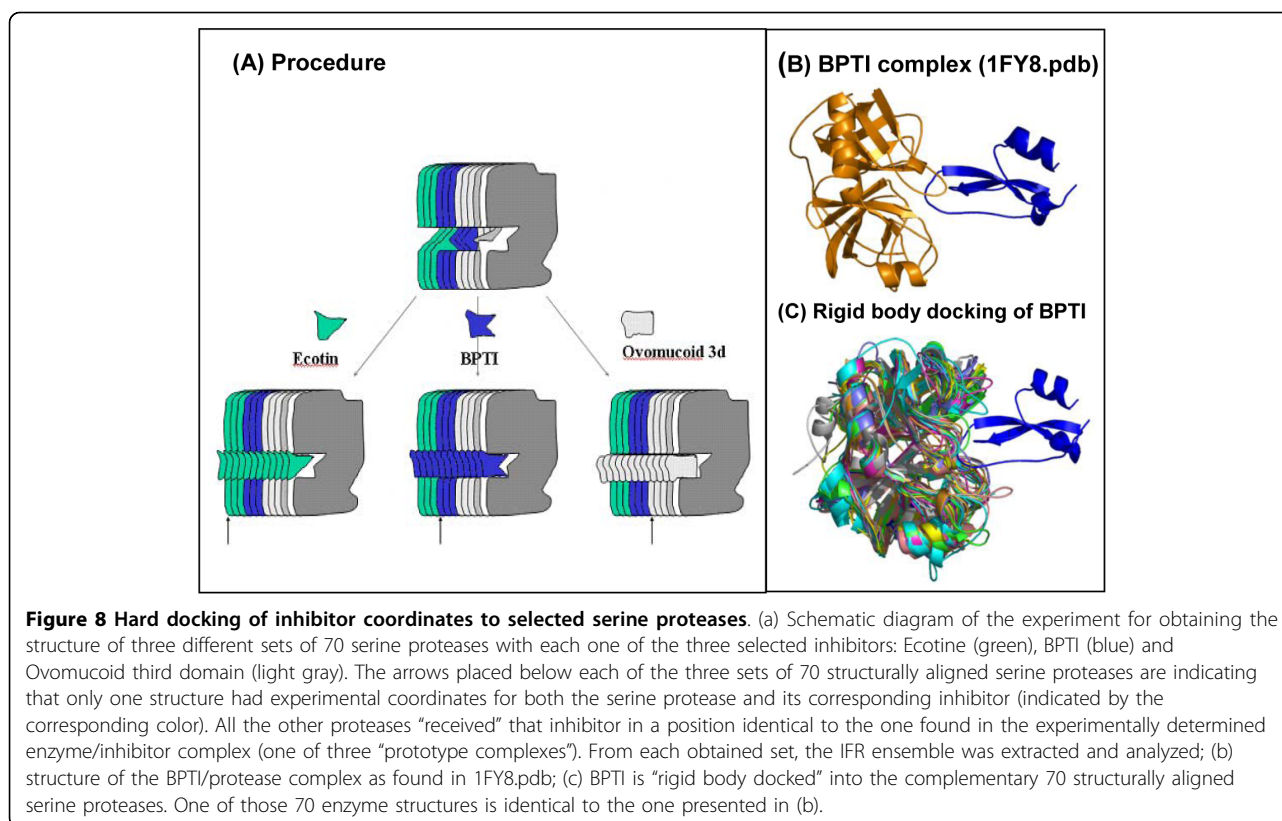 (A) Procedure
(B) BPTI complex (1FY8.pdb)
Ecotin
BPTI
Ovomucoid 3d
(C) Rigid body docking of BPTI
Figure 8 Hard docking of inhibitor coordinates to selected serine proteases. (a) Schematic diagram of the experiment for obtaining the
structure of three different sets of 70 serine proteases with each one of the three selected inhibitors: Ecotine (green), BPTI (blue) and
Ovomucoid third domain (light gray). The arrows placed below each of the three sets of 70 structurally aligned serine proteases are indicating
that only one structure had experimental coordinates for both the serine protease and its corresponding inhibitor (indicated by the
corresponding color). All the other proteases “received” that inhibitor in a position identical to the one found in the experimentally determined
enzyme/inhibitor complex (one of three “prototype complexes”). From each obtained set, the IFR ensemble was extracted and analyzed; (b)
structure of the BPTI/protease complex as found in 1FY8.pdb; (c) BPTI is “rigid body docked” into the complementary 70 structurally aligned
serine proteases. One of those 70 enzyme structures is identical to the one presented in (b).